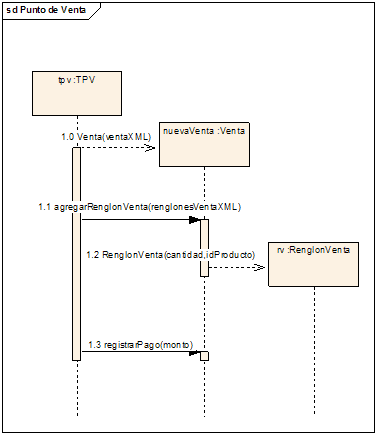 sd Punto de Venta
tpv :TPV
nuevaVenta :Venta
1.0 Venta(ventaXML)
1.1 agregarRenglonVenta(renglonesVentaXML)
1.2 RenglonVenta(cantidad,idProducto)
rv :RenglonVenta
1.3 registrarPago(monto)